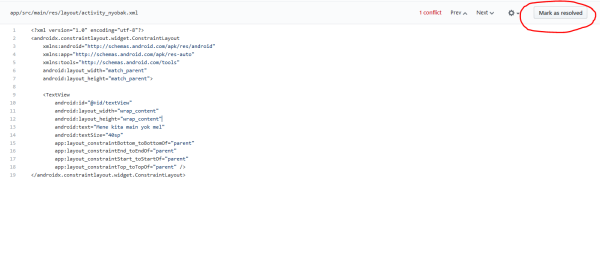 app/src/main/res/layout/activity_nyobak.xml 1 conflict Prev Next Mark as resolved
1 <?xml version="1.0" encoding="utf-8"?>
2 <androidx.constraintlayout.widget.ConstraintLayout
3 xmlns:android="http://schemas.android.com/apk/res/android"
4 xmlns:app="http://schemas.android.com/apk/res-auto"
5 xmlns:tools="http://schemas.android.com/tools"
6 android:layout_width="match_parent"
7 android:layout_height="match_parent">
8
9 <TextView
10 android:id="@+id/textView"
11 android:layout_width="wrap_content"
12 android:layout_height="wrap_content"
13 android:text="Mene kita main yok mel"
14 android:textSize="40sp"
15 app:layout_constraintBottom_toBottomOf="parent"
16 app:layout_constraintEnd_toEndOf="parent"
17 app:layout_constraintStart_toStartOf="parent"
18 app:layout_constraintTop_toTopOf="parent" />
19 </androidx.constraintlayout.widget.ConstraintLayout>